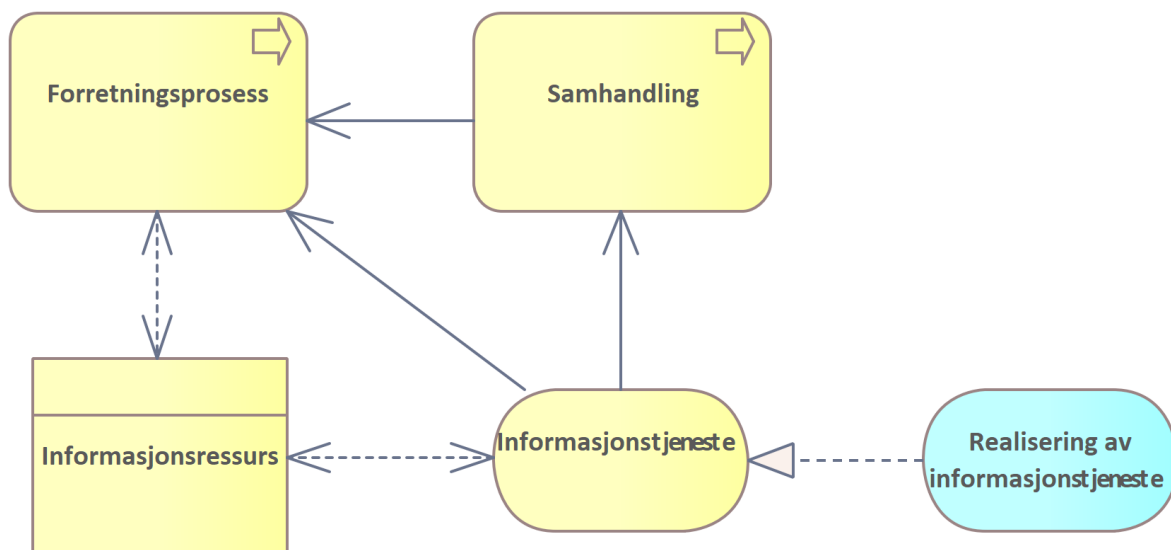 Forretningsprosess
Samhandling
Informasjonsressurs
Informasjonstjeneste
Realisering av
informasjonstjeneste